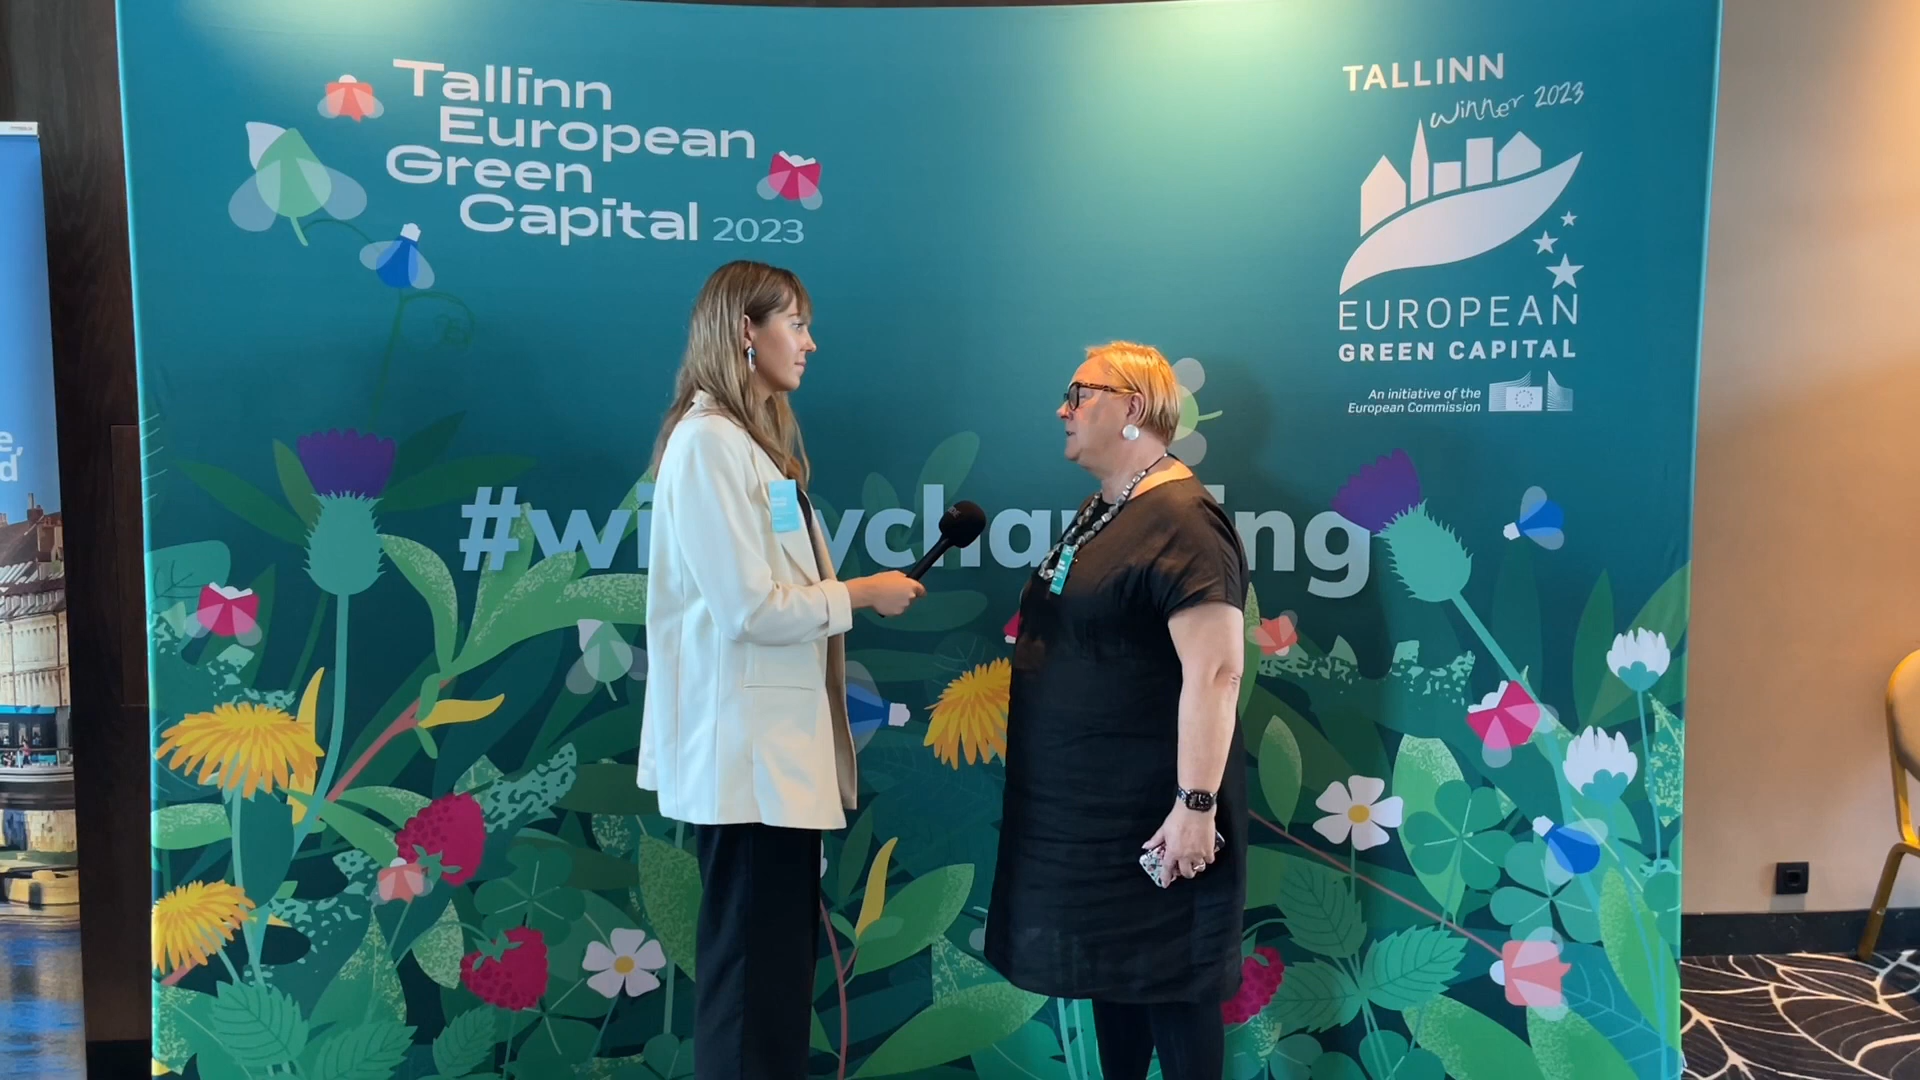 Tallinn
European
Green
Capital 2023
TALLINN
Winner 2023
EUROPEAN
GREEN CAPITAL
An initiative of the
European Commission